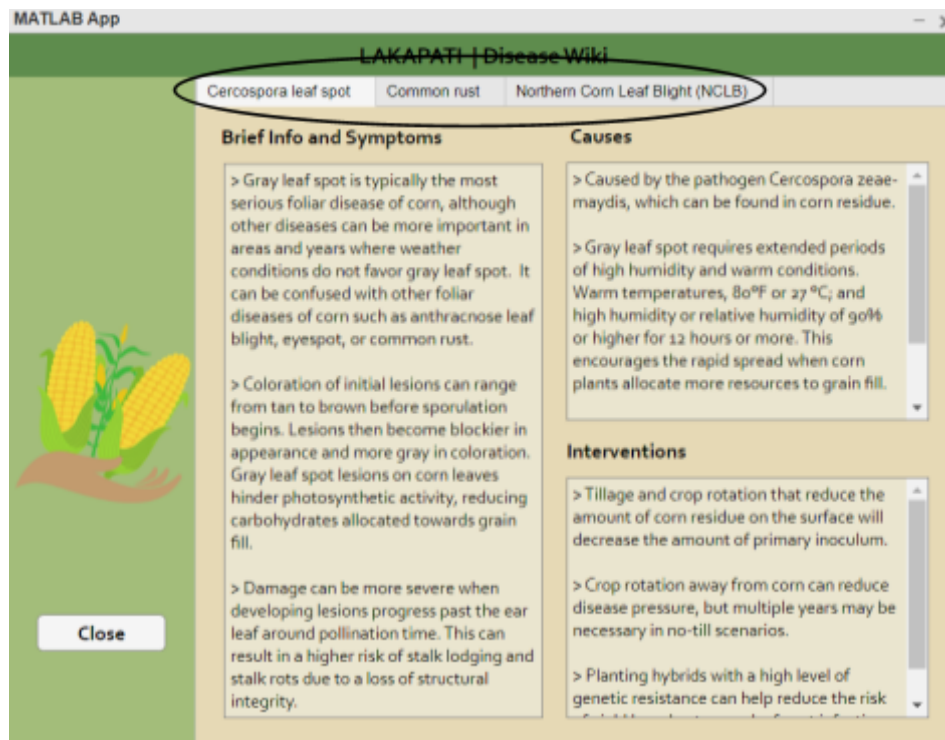 MATLAB App
LAKAPATI | Disease Wiki
Cercospora leaf spot Common rust Northern Corn Leaf Blight (NCLB)
Brief Info and Symptoms
> Gray leaf spot is typically the most
serious foliar disease of corn, although
other diseases can be more important in
areas and years where weather
conditions do not favor gray leaf spot. It
can be confused with other foliar
diseases of corn such as anthracnose leaf
blight, eyespot, or common rust.
> Coloration of initial lesions can range
from tan to brown before sporulation
begins. Lesions then become blockier in
appearance and more gray in coloration.
Gray leaf spot lesions on corn leaves
hinder photosynthetic activity, reducing
carbohydrates allocated towards grain
fill.
> Damage can be more severe when
developing lesions progress past the ear
leaf around pollination time. This can
result in a higher risk of stalk lodging and
stalk rots due to a loss of structural
integrity.
Causes
> Caused by the pathogen Cercospora zeae-
maydis, which can be found in corn residue.
> Gray leaf spot requires extended periods
of high humidity and warm conditions.
Warm temperatures, 80°F or 27 °C; and
high humidity or relative humidity of 90%
or higher for 12 hours or more. This
encourages the rapid spread when corn
plants allocate more resources to grain fill.
Interventions
> Tillage and crop rotation that reduce the
amount of corn residue on the surface will
decrease the amount of primary inoculum.
> Crop rotation away from corn can reduce
disease pressure, but multiple years may be
necessary in no-till scenarios.
> Planting hybrids with a high level of
genetic resistance can help reduce the risk
Close